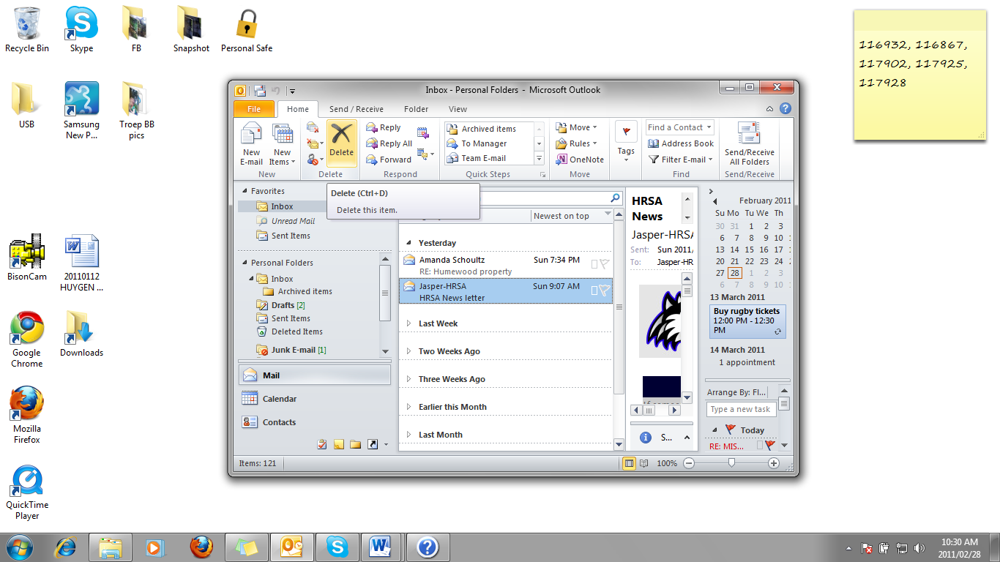 Recycle Bin
Skype
FB
Snapshot
Personal Safe
USB
Samsung
New P...
Troep BB
pics
BisonCam
20110112
HUYGEN ...
Google
Chrome
Downloads
Mozilla
Firefox
QuickTime
Player
116932, 116867,
117902, 117925,
117928
Inbox - Personal Folders - Microsoft Outlook
File
Home
Send / Receive
Folder
View
New
E-mail
New
Items
New
Delete
Delete
Reply
Reply All
Forward
Respond
Archived items
To Manager
Team E-mail
Quick Steps
Move
Rules
OneNote
Move
Tags
Find a Contact
Address Book
Filter E-mail
Find
Send/Receive
All Folders
Send/Receive
Delete (Ctrl+D)
Delete this item.
Favorites
Inbox
Unread Mail
Sent Items
Personal Folders
Inbox
Archived items
Drafts [2]
Sent Items
Deleted Items
Junk E-mail [1]
Mail
Calendar
Contacts
Newest on top
Yesterday
Amanda Schoultz Sun 7:34 PM
RE: Humewood property
Jasper-HRSA Sun 9:07 AM
HRSA News letter
Last Week
Two Weeks Ago
Three Weeks Ago
Earlier this Month
Last Month
HRSA
News
Jasper-HRSA
Sent: Sun 2011/
To: Jasper-HR
S...
February 2011
Su Mo Tu We Th
30 31 1 2 3
6 7 8 9 10
13 14 15 16 17
20 21 22 23 24
27 28 1 2 3
6 7 8 9 10
13 March 2011
Buy rugby tickets
12:00 PM - 12:30
PM
14 March 2011
1 appointment
Arrange By: Fl...
Type a new task
Today
RE: MIS...
Items: 121
100%
10:30 AM
2011/02/28